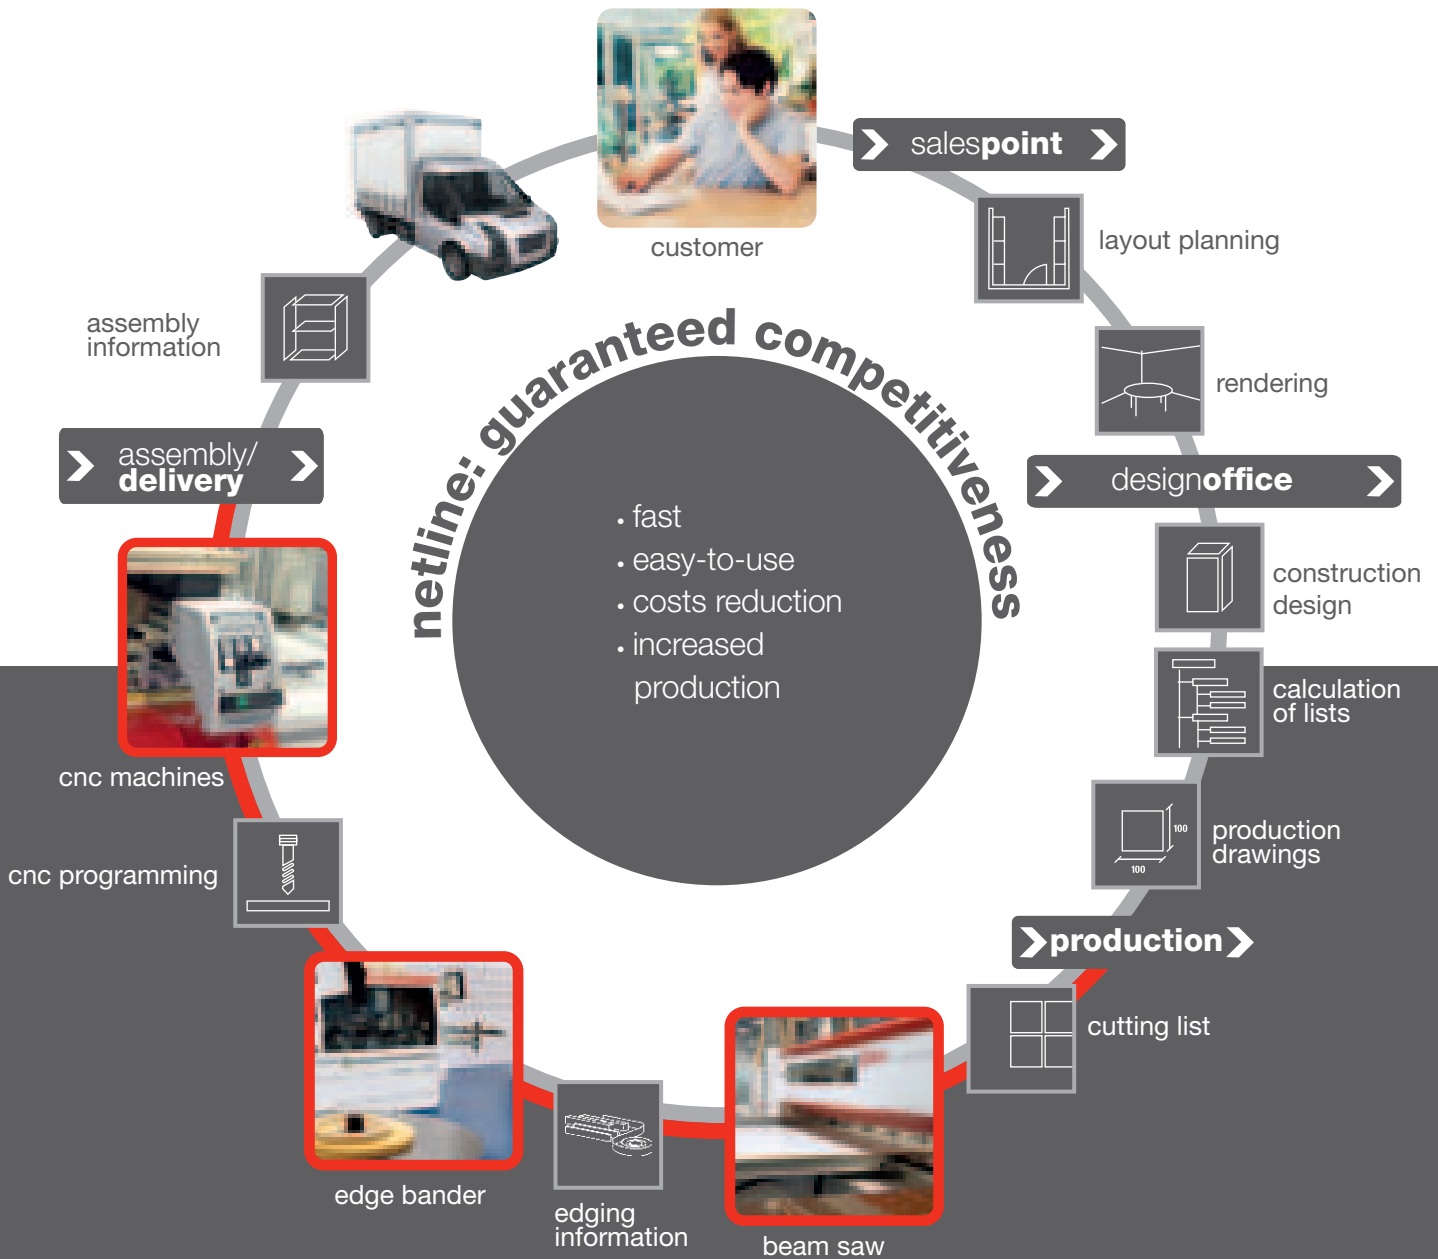 customer
salespoint
layout planning
rendering
designoffice
construction
design
calculation
of lists
100
100
production
drawings
production
cutting list
beam saw
edging
information
edge bander
cnc programming
cnc machines
assembly/
delivery
assembly
information
netline: guaranteed competitiveness
• fast
• easy-to-use
• costs reduction
• increased
production